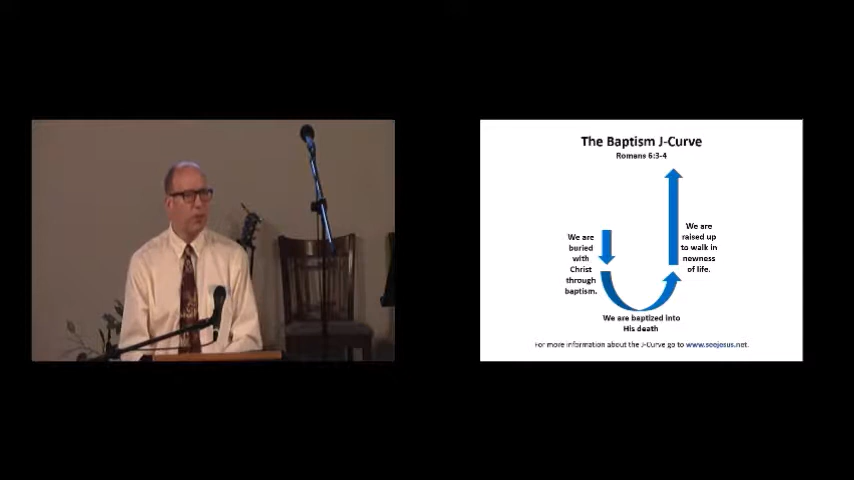 The Baptism J-Curve
Romans 6:3-4
We are
buried
with
Christ
through
baptism.
We are
raised up
to walk in
newness
of life.
We are baptized into
His death
For more information about the J-Curve go to www.seejesus.net.